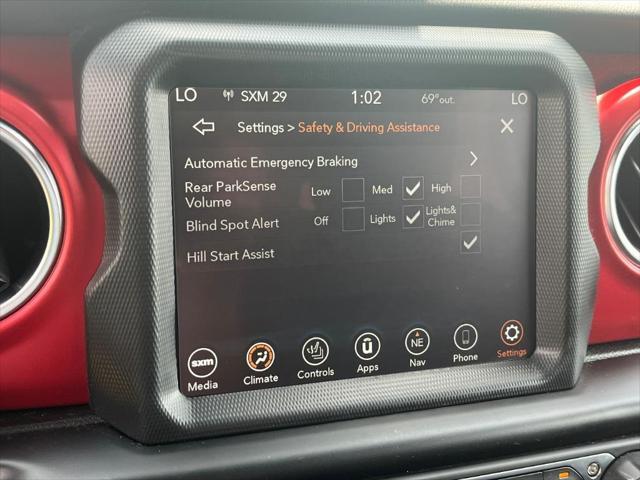 LO SXM 29 1:02 69°out. LO
Settings > Safety & Driving Assistance
Automatic Emergency Braking
Rear ParkSense Volume Low Med High
Blind Spot Alert Off Lights Lights& Chime
Hill Start Assist
sxm ū NE
Media Climate Controls Apps Nav Phone Settings